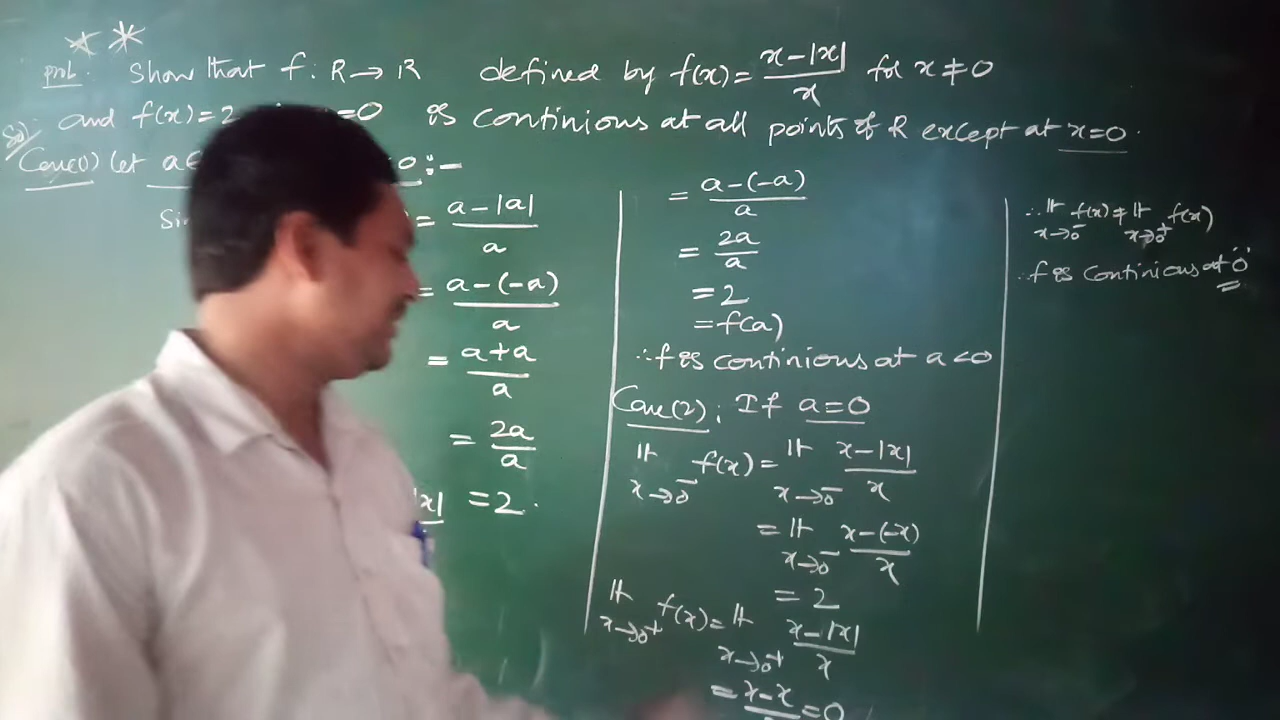 prob. Show that f: R→R defined by f(x) = x-|x| / x for x≠0
and f(x)=2 =0 is continious at all points of R except at x=0.
Sol:
Case(1) let a∈ 0:-
= a-|a| / a
= a-(-a) / a
= a+a / a
= 2a / a
|x| = 2.
= a-(-a) / a
= 2a / a
= 2
= f(a)
∴ f is continious at a<0
Case(2): If a=0
lt x→0⁻ f(x) = lt x→0⁻ x-|x| / x
= lt x→0⁻ x-(-x) / x
= 2
lt x→0⁺ f(x) = lt x→0⁺ x-|x| / x
= x-x / = 0
∴ lt x→0⁻ f(x) ≠ lt x→0⁺ f(x)
∴ f is continious at '0'